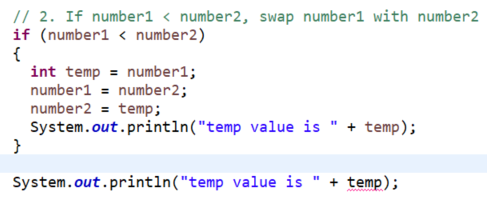 // 2. If number1 < number2, swap number1 with number2
if (number1 < number2)
{
  int temp = number1;
  number1 = number2;
  number2 = temp;
  System.out.println("temp value is " + temp);
}
System.out.println("temp value is " + temp);